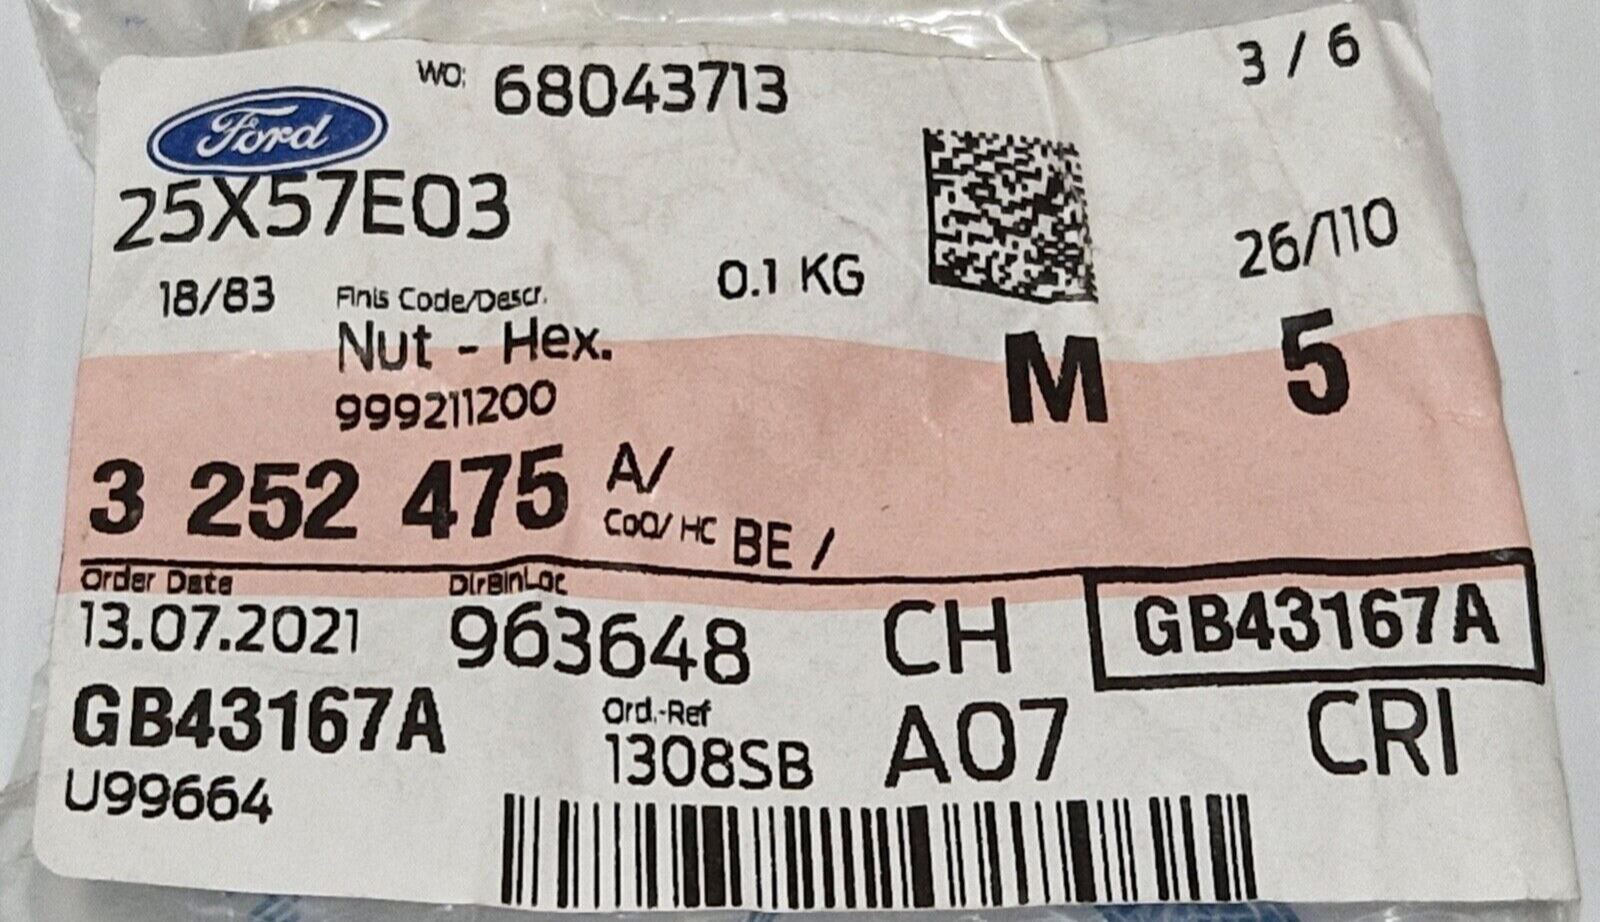 WO: 68043713
3 / 6
Ford
25X57E03
26/110
18/83
Finis Code/Descr.
0.1 KG
Nut - Hex.
M 5
999211200
3 252 475 A/
CoO/ HC BE /
Order Date
DirBinLoc
13.07.2021
963648
CH
GB43167A
GB43167A
Ord.-Ref
A07
CRI
1308SB
U99664